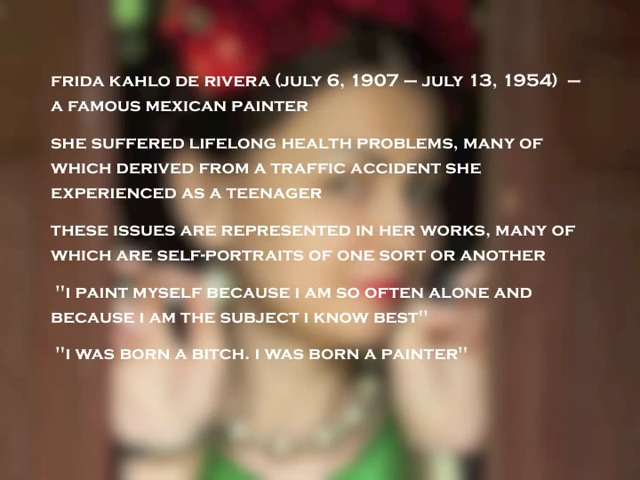 FRIDA KAHLO DE RIVERA (JULY 6, 1907 – JULY 13, 1954)  –
A FAMOUS MEXICAN PAINTER
SHE SUFFERED LIFELONG HEALTH PROBLEMS, MANY OF
WHICH DERIVED FROM A TRAFFIC ACCIDENT SHE
EXPERIENCED AS A TEENAGER
THESE ISSUES ARE REPRESENTED IN HER WORKS, MANY OF
WHICH ARE SELF-PORTRAITS OF ONE SORT OR ANOTHER
"I PAINT MYSELF BECAUSE I AM SO OFTEN ALONE AND
BECAUSE I AM THE SUBJECT I KNOW BEST"
"I WAS BORN A BITCH. I WAS BORN A PAINTER"